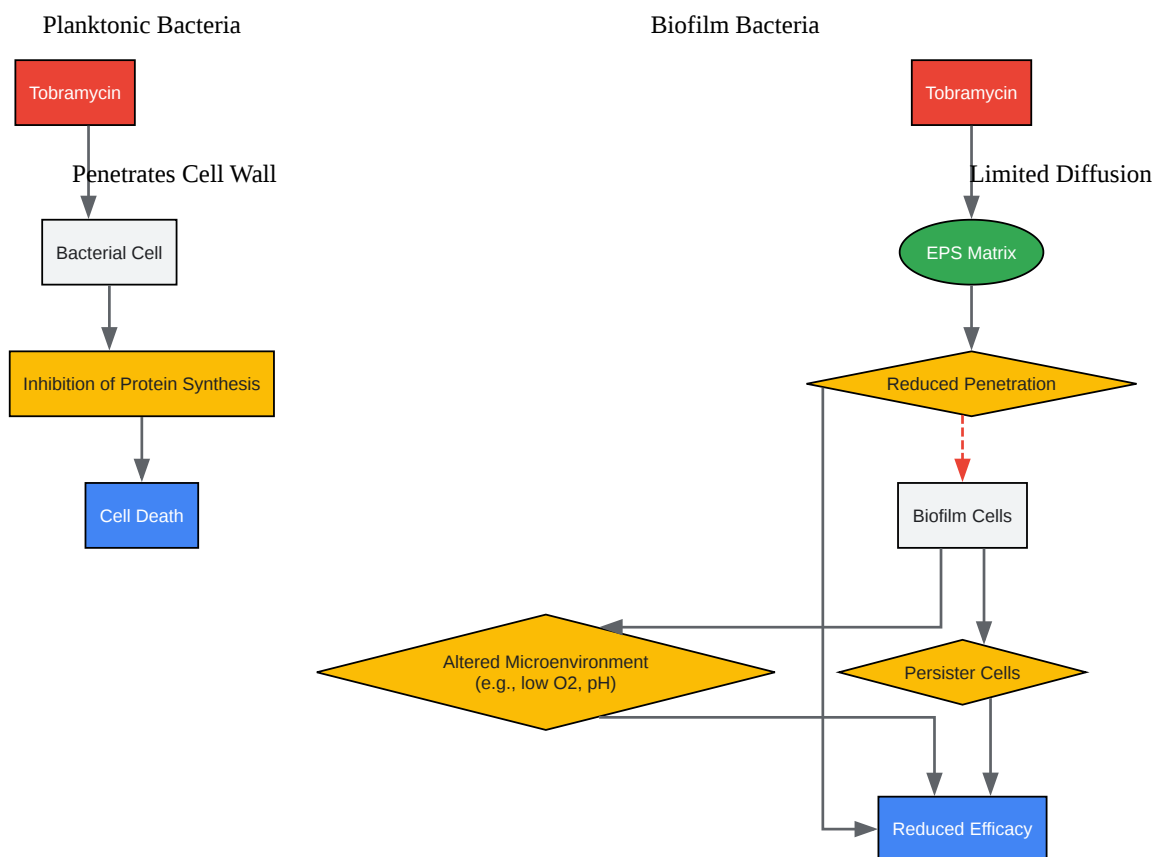 Planktonic Bacteria
Biofilm Bacteria
Tobramycin
Tobramycin
Penetrates Cell Wall
Limited Diffusion
Bacterial Cell
EPS Matrix
Inhibition of Protein Synthesis
Reduced Penetration
Cell Death
Biofilm Cells
Altered Microenvironment
(e.g., low O2, pH)
Persister Cells
Reduced Efficacy